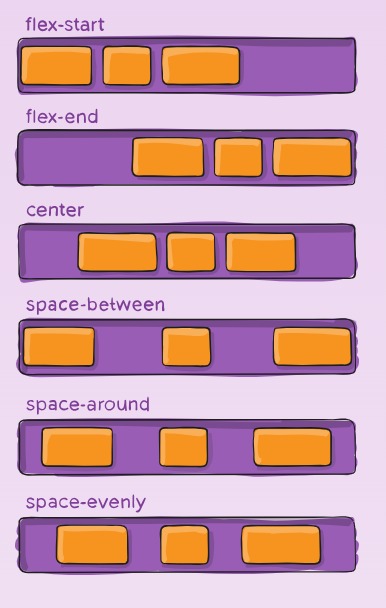 flex-start
flex-end
center
space-between
space-around
space-evenly